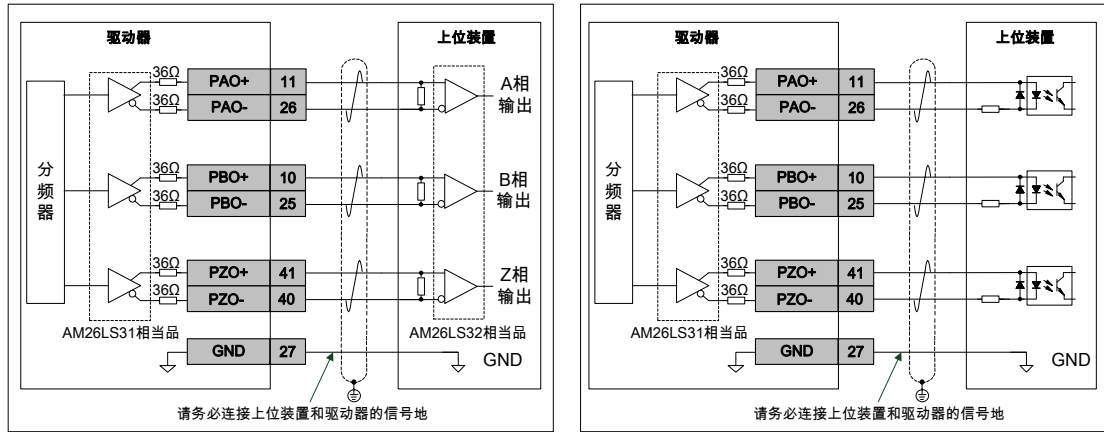 驱动器
上位装置
36Ω
PAO+ 11
PAO- 26
36Ω
A相
输出
分
频
器
36Ω
PBO+ 10
PBO- 25
36Ω
B相
输出
36Ω
PZO+ 41
PZO- 40
36Ω
Z相
输出
AM26LS31相当品
AM26LS32相当品
GND 27
GND
请务必连接上位装置和驱动器的信号地
驱动器
上位装置
36Ω
PAO+ 11
PAO- 26
36Ω
分
频
器
36Ω
PBO+ 10
PBO- 25
36Ω
36Ω
PZO+ 41
PZO- 40
36Ω
AM26LS31相当品
GND 27
GND
请务必连接上位装置和驱动器的信号地